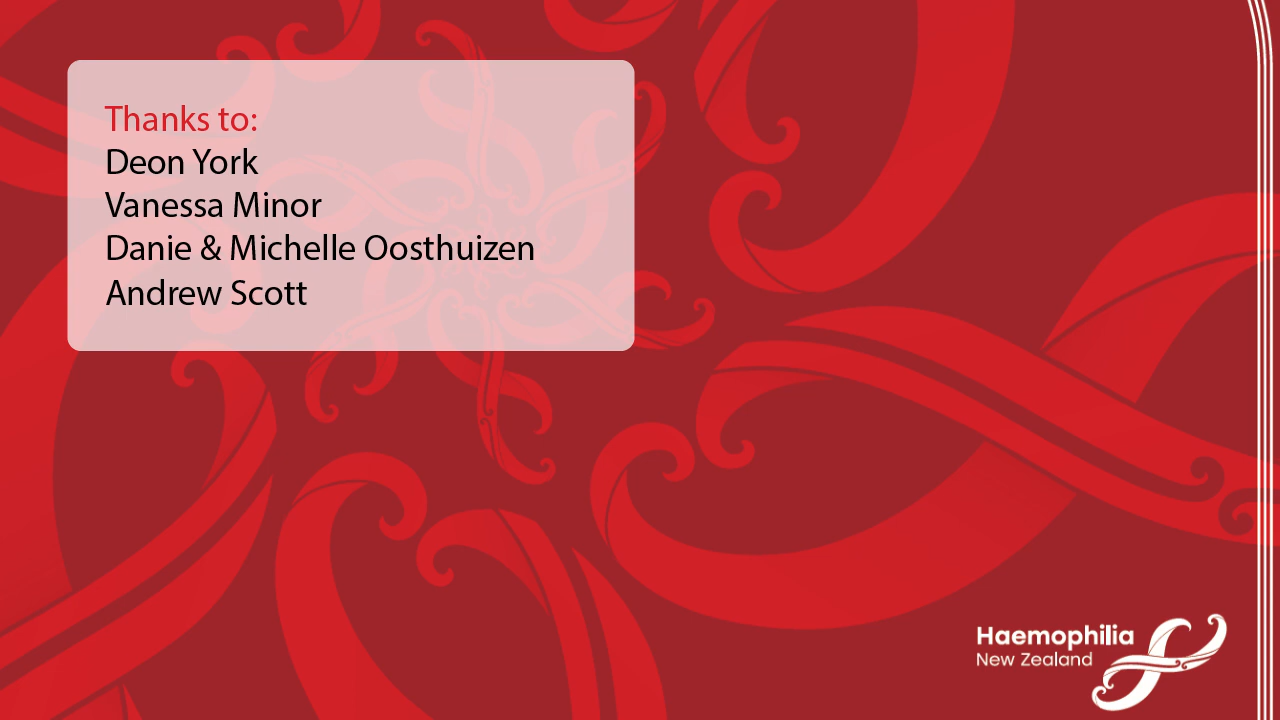 Thanks to:
Deon York
Vanessa Minor
Danie & Michelle Oosthuizen
Andrew Scott
Haemophilia
New Zealand